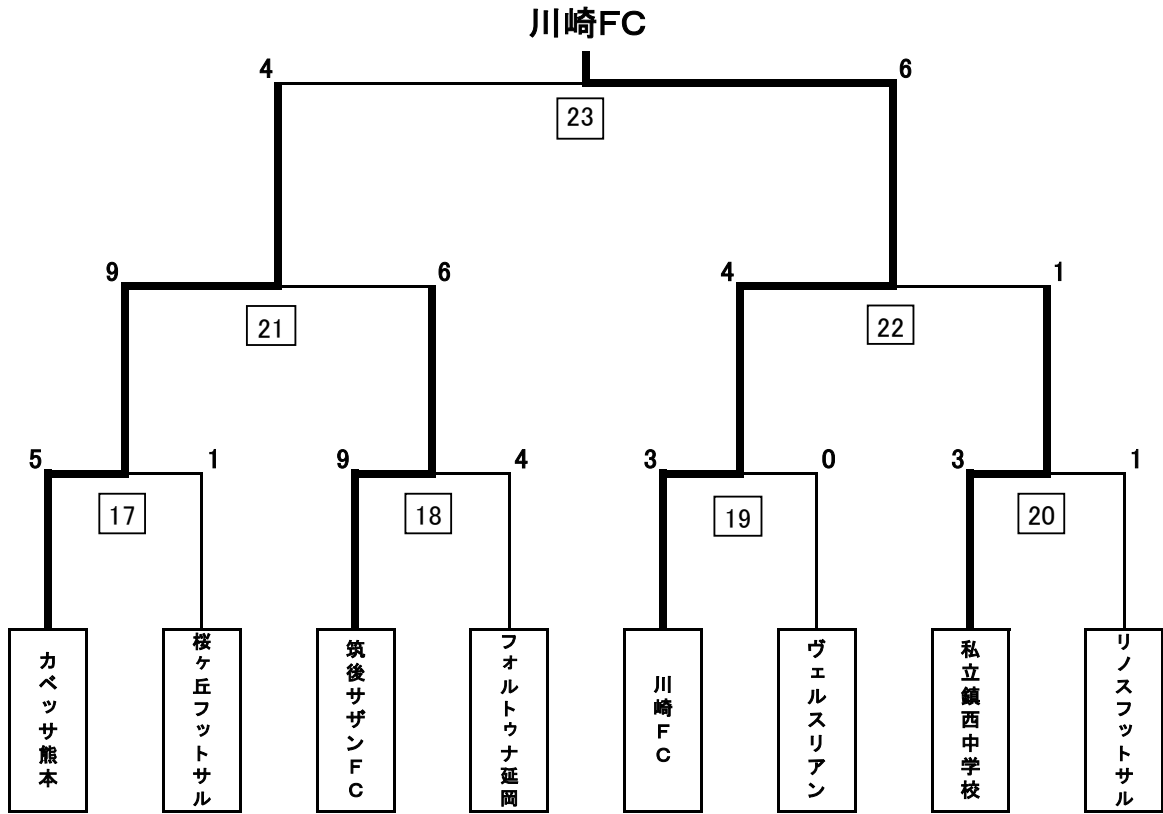 川崎FC
4 6
23
9 6 4 1
21 22
5 1 9 4 3 0 3 1
17 18 19 20
カベッサ熊本
桜ヶ丘フットサル
筑後サザンFC
フォルトゥナ延岡
川崎FC
ヴェルスリアン
私立鎮西中学校
リノスフットサル